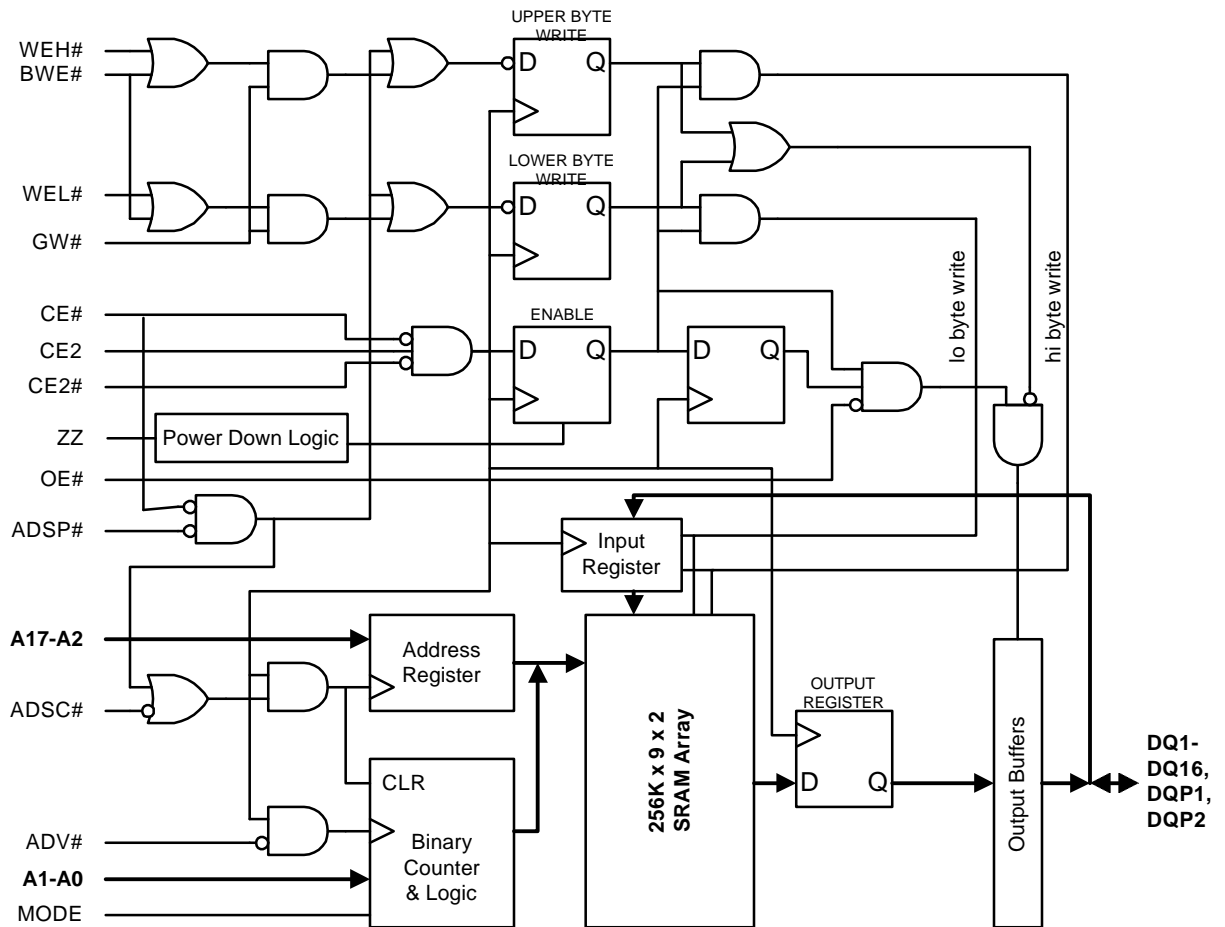 UPPER BYTE
WRITE
WEH#
BWE#
D Q
LOWER BYTE
WRITE
WEL#
D Q
GW#
lo byte write
hi byte write
CE#
ENABLE
CE2
D Q
D Q
CE2#
ZZ
Power Down Logic
OE#
ADSP#
Input
Register
A17-A2
Address
Register
ADSC#
OUTPUT
REGISTER
256K x 9 x 2
SRAM Array
CLR
D Q
Output Buffers
DQ1-
DQ16,
DQP1,
DQP2
ADV#
Binary
Counter
& Logic
A1-A0
MODE